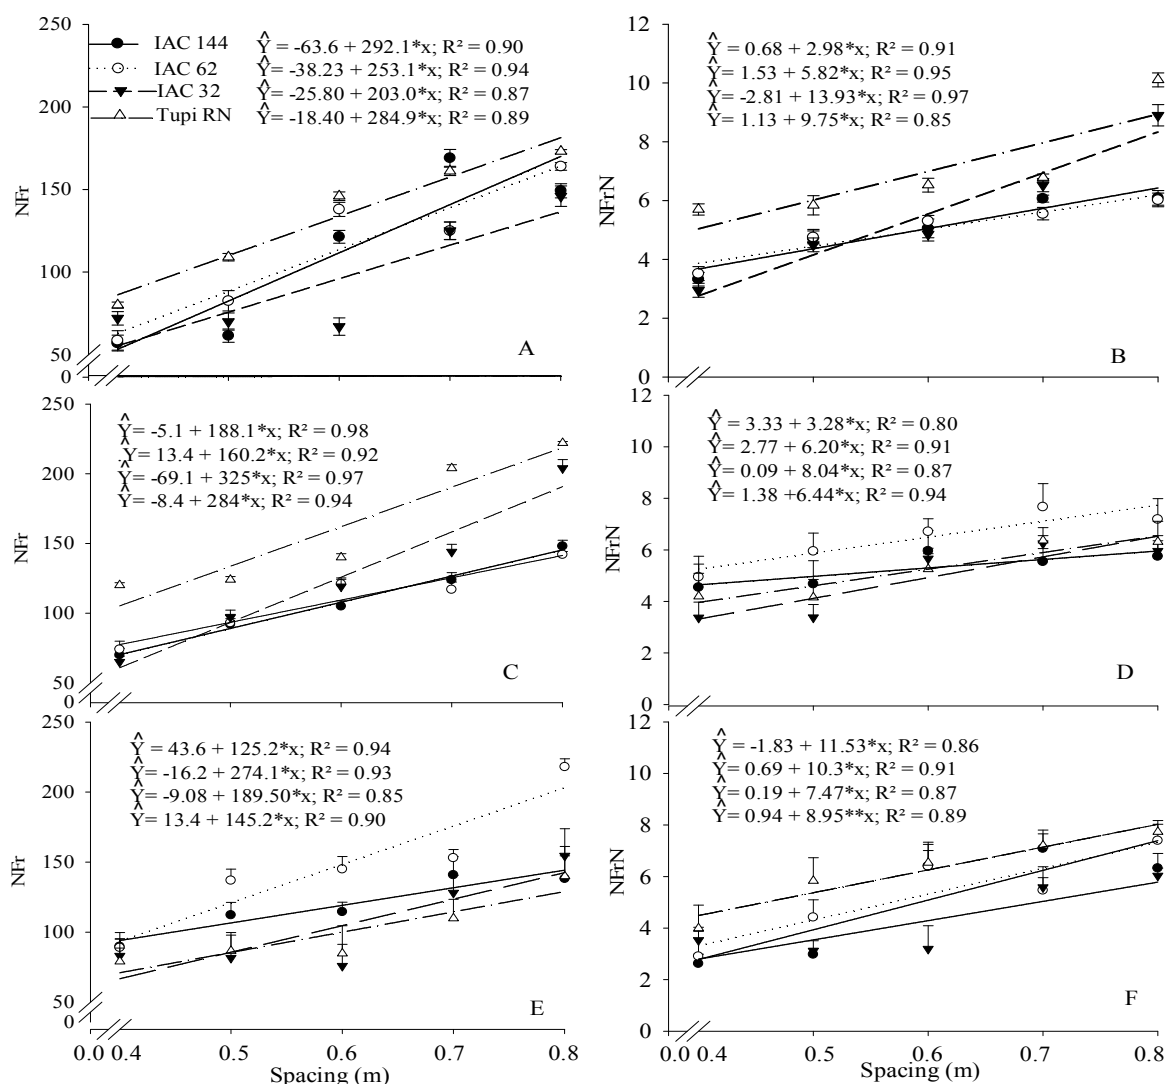 250
IAC 144
IAC 62
IAC 32
Tupi RN
Ŷ = -63.6 + 292.1*x; R² = 0.90
Ŷ = -38.23 + 253.1*x; R² = 0.94
Ŷ = -25.80 + 203.0*x; R² = 0.87
Ŷ = -18.40 + 284.9*x; R² = 0.89
200
150
100
50
0
NFr
A
12
Ŷ = 0.68 + 2.98*x; R² = 0.91
Ŷ = 1.53 + 5.82*x; R² = 0.95
Ŷ = -2.81 + 13.93*x; R² = 0.97
Ŷ = 1.13 + 9.75*x; R² = 0.85
10
8
6
4
2
0
NFrN
B
250
Ŷ = -5.1 + 188.1*x; R² = 0.98
Ŷ = 13.4 + 160.2*x; R² = 0.92
Ŷ = -69.1 + 325*x; R² = 0.97
Ŷ = -8.4 + 284*x; R² = 0.94
200
150
100
50
0
NFr
C
12
Ŷ = 3.33 + 3.28*x; R² = 0.80
Ŷ = 2.77 + 6.20*x; R² = 0.91
Ŷ = 0.09 + 8.04*x; R² = 0.87
Ŷ = 1.38 +6.44*x; R² = 0.94
10
8
6
4
2
0
NFrN
D
250
Ŷ = 43.6 + 125.2*x; R² = 0.94
Ŷ = -16.2 + 274.1*x; R² = 0.93
Ŷ = -9.08 + 189.50*x; R² = 0.85
Ŷ = 13.4 + 145.2*x; R² = 0.90
200
150
100
50
0
NFr
E
0.0 0.4 0.5 0.6 0.7 0.8
Spacing (m)
12
Ŷ = -1.83 + 11.53*x; R² = 0.86
Ŷ = 0.69 + 10.3*x; R² = 0.91
Ŷ = 0.19 + 7.47*x; R² = 0.87
Ŷ = 0.94 + 8.95**x; R² = 0.89
10
8
6
4
2
0
NFrN
F
0.0 0.4 0.5 0.6 0.7 0.8
Spacing (m)